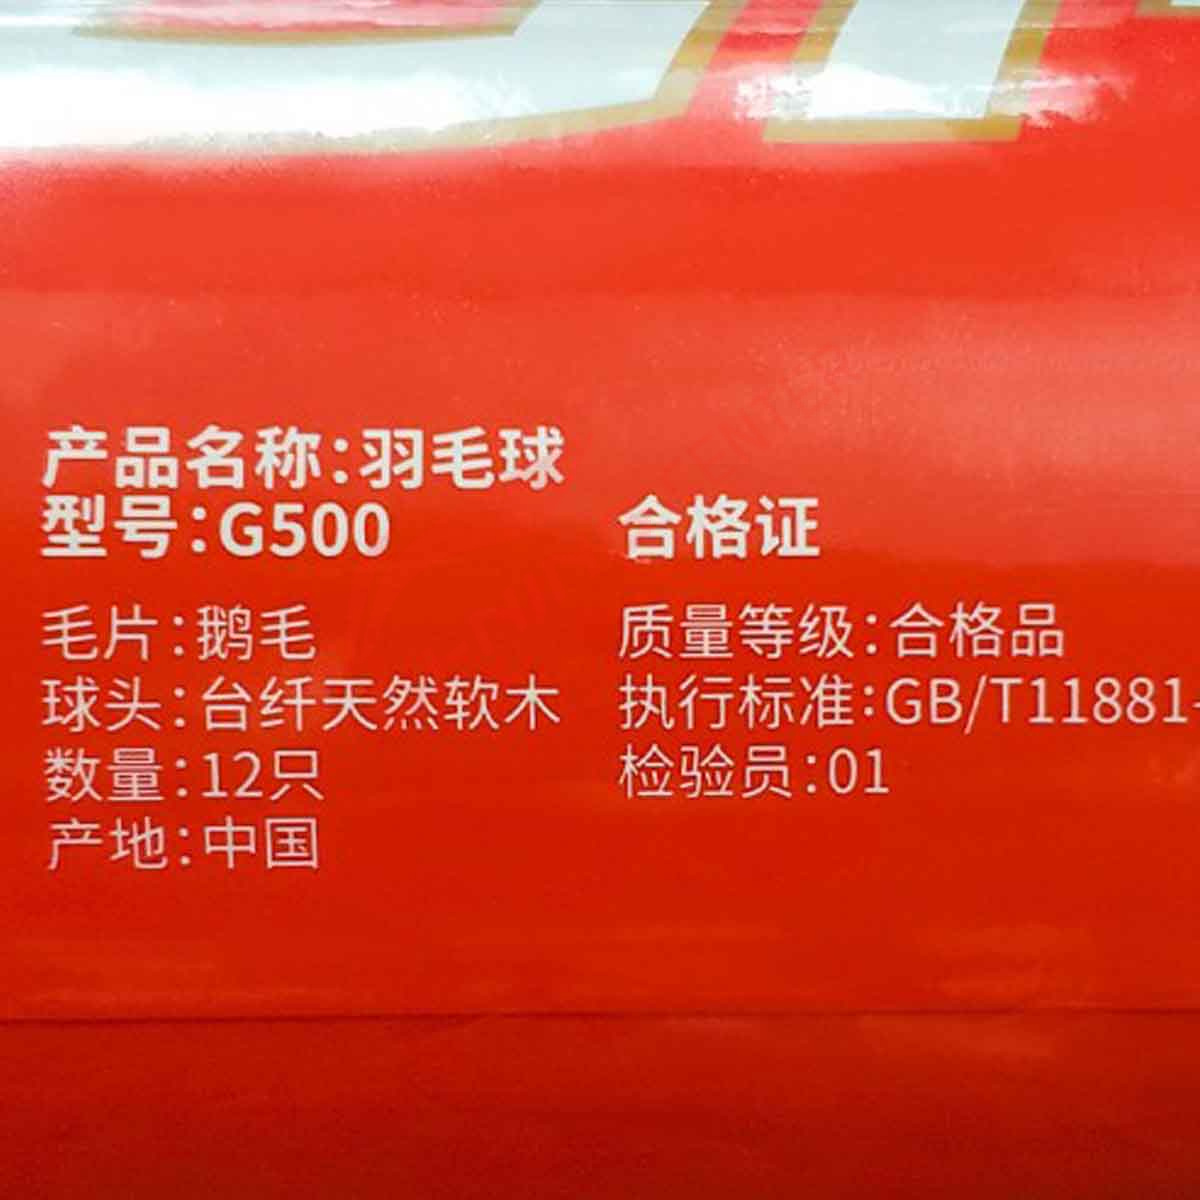 产品名称：羽毛球
型号：G500
毛片：鹅毛
球头：台纤天然软木
数量：12只
产地：中国
合格证
质量等级：合格品
执行标准：GB/T11881-
检验员：01